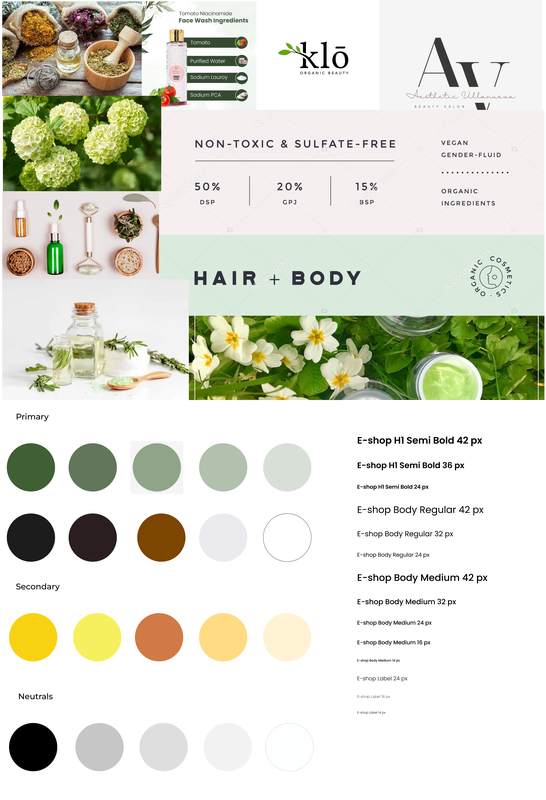 Tomato Niacinamide
Face Wash Ingredients
Tomato
Purified Water
Sodium Lauroy
Sodium PCA
klō
ORGANIC BEAUTY
AV
Aesthetic Villanueva
BEAUTY SALON
NON-TOXIC & SULFATE-FREE
50%
DSP
20%
GPJ
15%
BSP
VEGAN
GENDER-FLUID
ORGANIC
INGREDIENTS
HAIR + BODY
ORGANIC COSMETICS
Primary
E-shop H1 Semi Bold 42 px
E-shop H1 Semi Bold 36 px
E-shop H1 Semi Bold 24 px
E-shop Body Regular 42 px
E-shop Body Regular 32 px
E-shop Body Regular 24 px
Secondary
E-shop Body Medium 42 px
E-shop Body Medium 32 px
E-shop Body Medium 24 px
E-shop Body Medium 16 px
E-shop Body Medium 14 px
E-shop Label 24 px
Neutrals
E-shop Label 16 px
E-shop Label 14 px